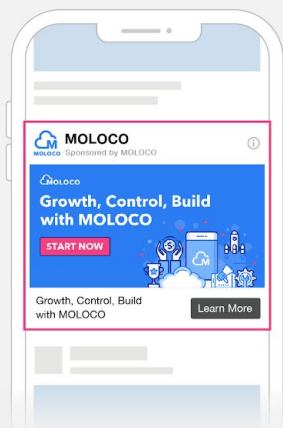 MOLOCO
MOLOCO
Sponsored by MOLOCO
MOLOCO
Growth, Control, Build
with MOLOCO
START NOW
Growth, Control, Build
with MOLOCO
Learn More